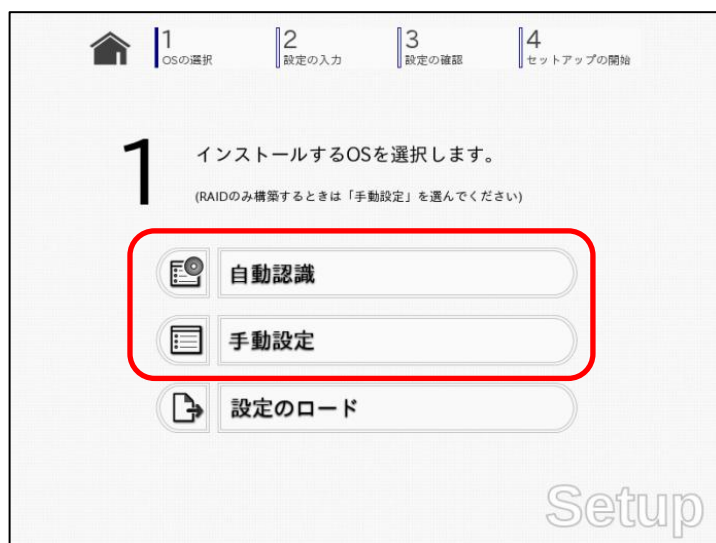 1
OSの選択
2
設定の入力
3
設定の確認
4
セットアップの開始
1
インストールするOSを選択します。
(RAIDのみ構築するときは「手動設定」を選んでください)
自動認識
手動設定
設定のロード
Setup